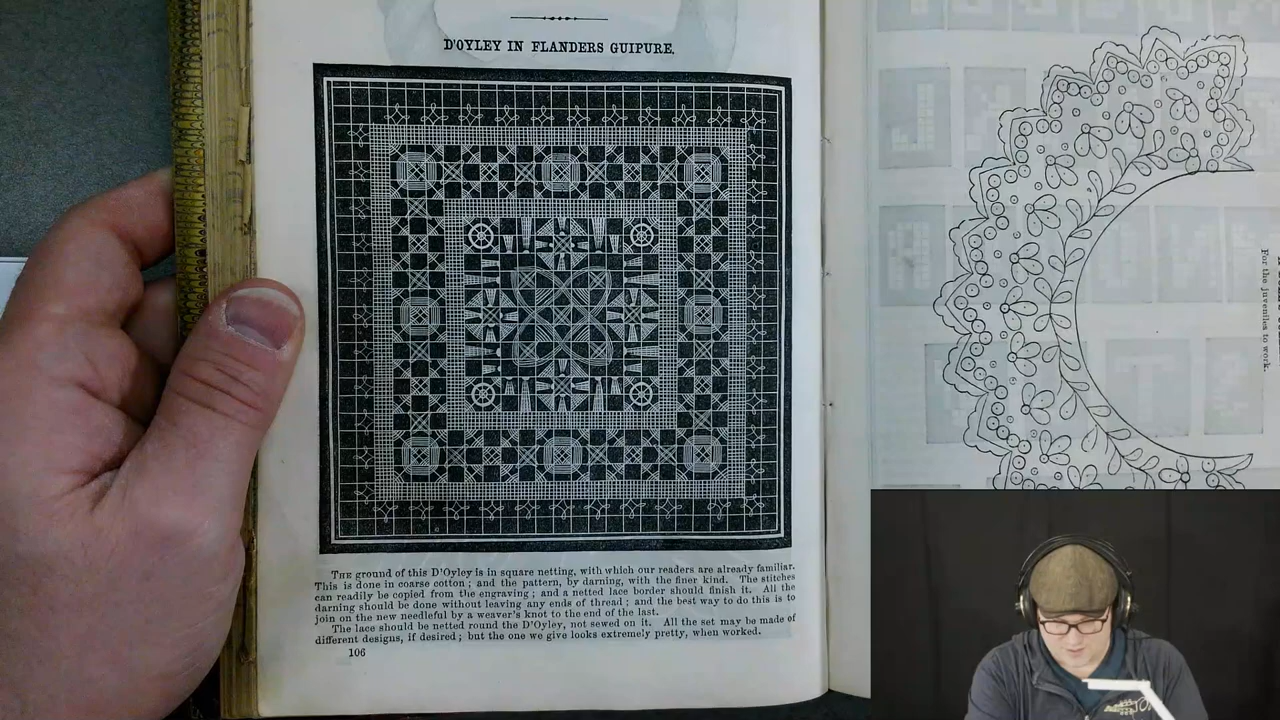 D'OYLEY IN FLANDERS GUIPURE.
THE ground of this D'Oyley is in square netting, with which our readers are already familiar.
This is done in coarse cotton; and the pattern, by darning, with the finer kind. The stitches
can readily be copied from the engraving; and a netted lace border should finish it. All the
darning should be done without leaving any ends of thread; and the best way to do this is to
join on the new needleful by a weaver's knot to the end of the last.
The lace should be netted round the D'Oyley, not sewed on it. All the set may be made of
different designs, if desired; but the one we give looks extremely pretty, when worked.
106
For the juveniles to work.